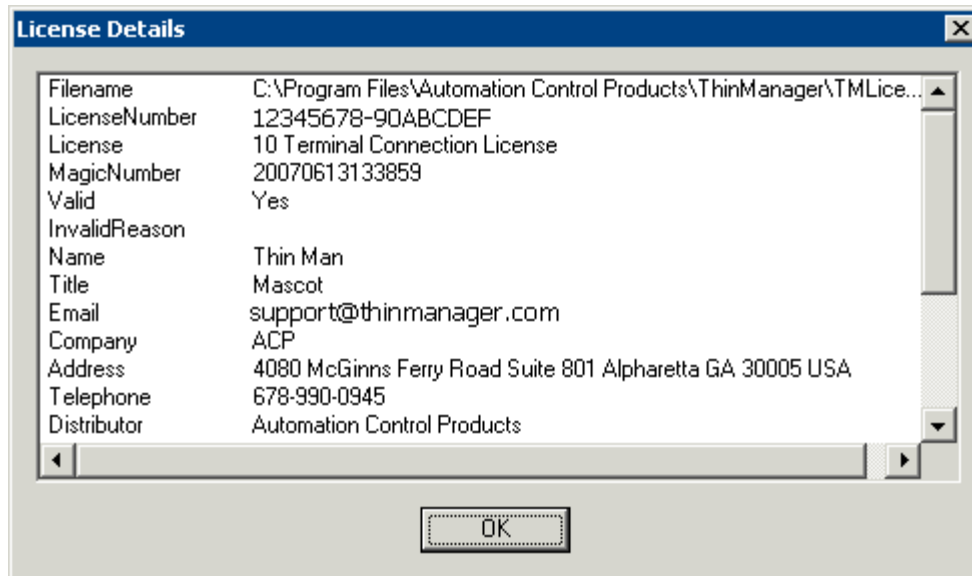 License Details
Filename C:\Program Files\Automation Control Products\ThinManager\TMLice...
LicenseNumber 12345678-90ABCDEF
License 10 Terminal Connection License
MagicNumber 20070613133859
Valid Yes
InvalidReason
Name Thin Man
Title Mascot
Email support@thinmanager.com
Company ACP
Address 4080 McGinns Ferry Road Suite 801 Alpharetta GA 30005 USA
Telephone 678-990-0945
Distributor Automation Control Products
OK